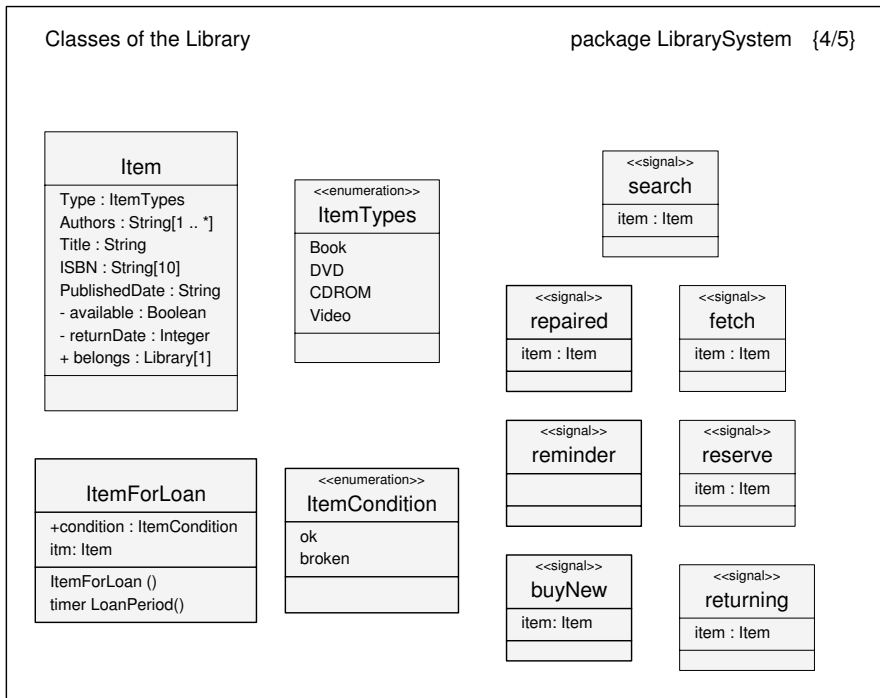 Classes of the Library
package LibrarySystem {4/5}
Item
Type : ItemTypes
Authors : String[1 .. *]
Title : String
ISBN : String[10]
PublishedDate : String
- available : Boolean
- returnDate : Integer
+ belongs : Library[1]
<<enumeration>>
ItemTypes
Book
DVD
CDROM
Video
<<signal>>
search
item : Item
<<signal>>
repaired
item : Item
<<signal>>
fetch
item : Item
ItemForLoan
+condition : ItemCondition
itm: Item
ItemForLoan ()
timer LoanPeriod()
<<enumeration>>
ItemCondition
ok
broken
<<signal>>
reminder
<<signal>>
reserve
item : Item
<<signal>>
buyNew
item: Item
<<signal>>
returning
item : Item